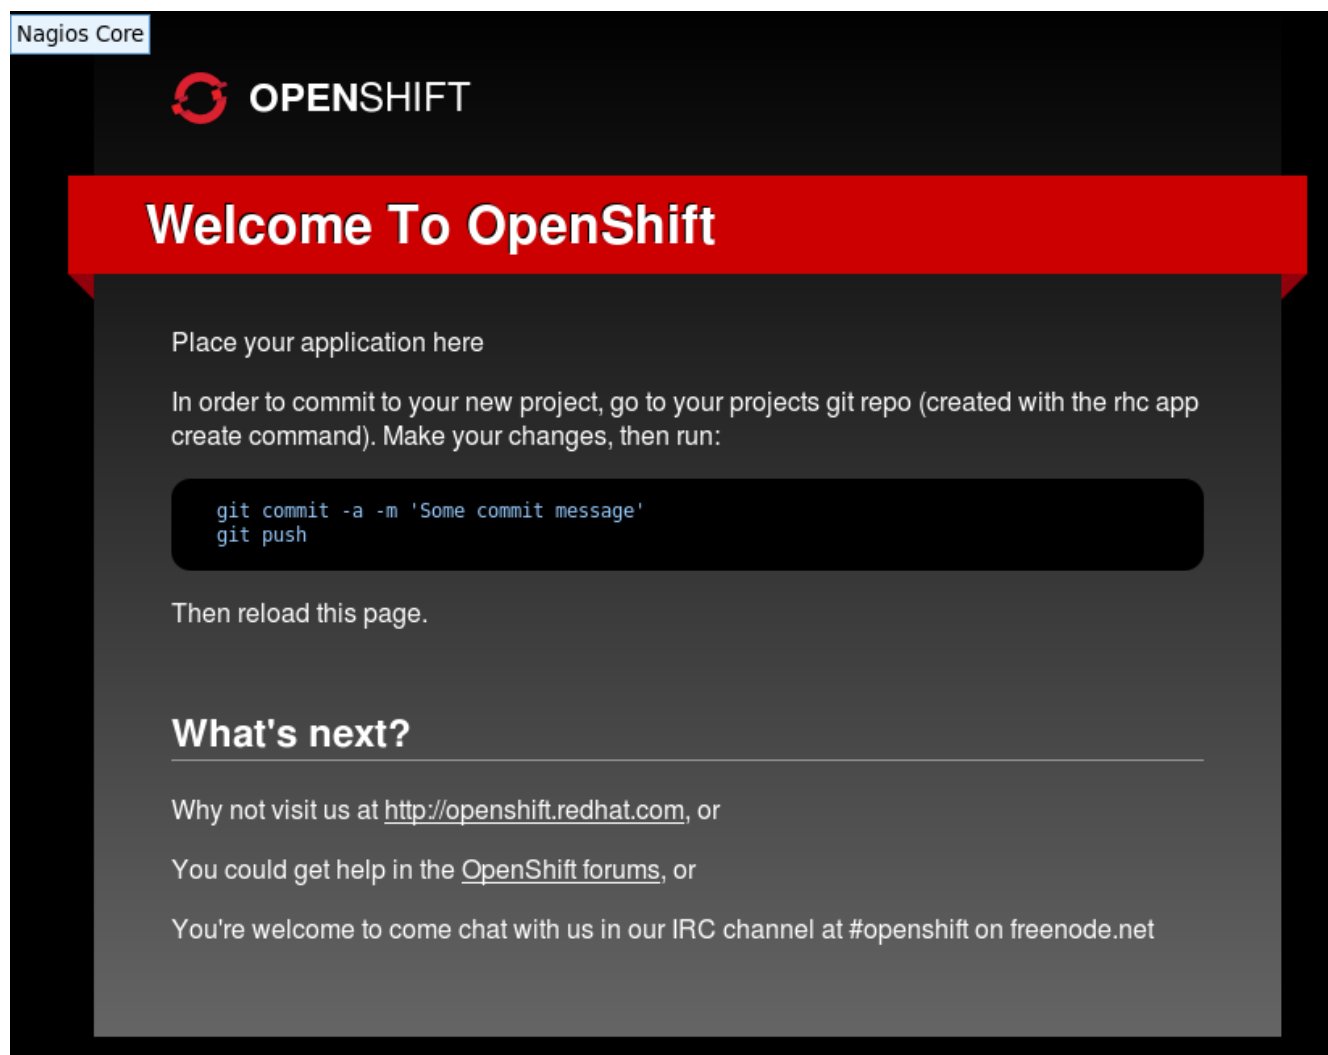 Nagios Core
OPENSHIFT
Welcome To OpenShift
Place your application here
In order to commit to your new project, go to your projects git repo (created with the rhc app
create command). Make your changes, then run:
git commit -a -m 'Some commit message'
git push
Then reload this page.
What's next?
Why not visit us at http://openshift.redhat.com, or
You could get help in the OpenShift forums, or
You're welcome to come chat with us in our IRC channel at #openshift on freenode.net